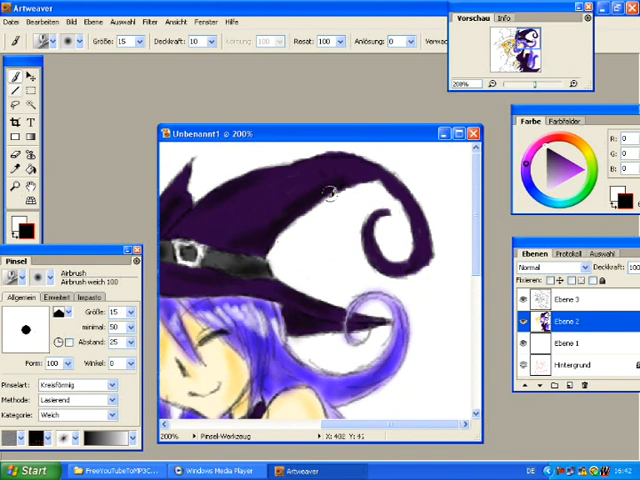 Artweaver
Datei Bearbeiten Bild Ebene Auswahl Filter Ansicht Fenster Hilfe
Größe: 15 Deckkraft: 10 Körnung: 100 Resat: 100 Anlösung: 0 Verwa
Vorschau Info
200%
Farbe Farbfelder
R: 0
G: 0
B: 0
Unbenannt1 @ 200%
Pinsel
Airbrush
Airbrush weich 100
Allgemein Erweitert Impasto
Größe: 15
minimal: 50
Abstand: 25
Form: 100 Winkel: 0
Pinselart: Kreisförmig
Methode: Lasierend
Kategorie: Weich
Ebenen Protokoll Auswahl
Normal Deckkraft: 100
Fixieren:
Ebene 3
Ebene 2
Ebene 1
Hintergrund
200% Pinsel-Werkzeug
Start FreeYouTubeToMP3C... Windows Media Player Artweaver DE 16:42